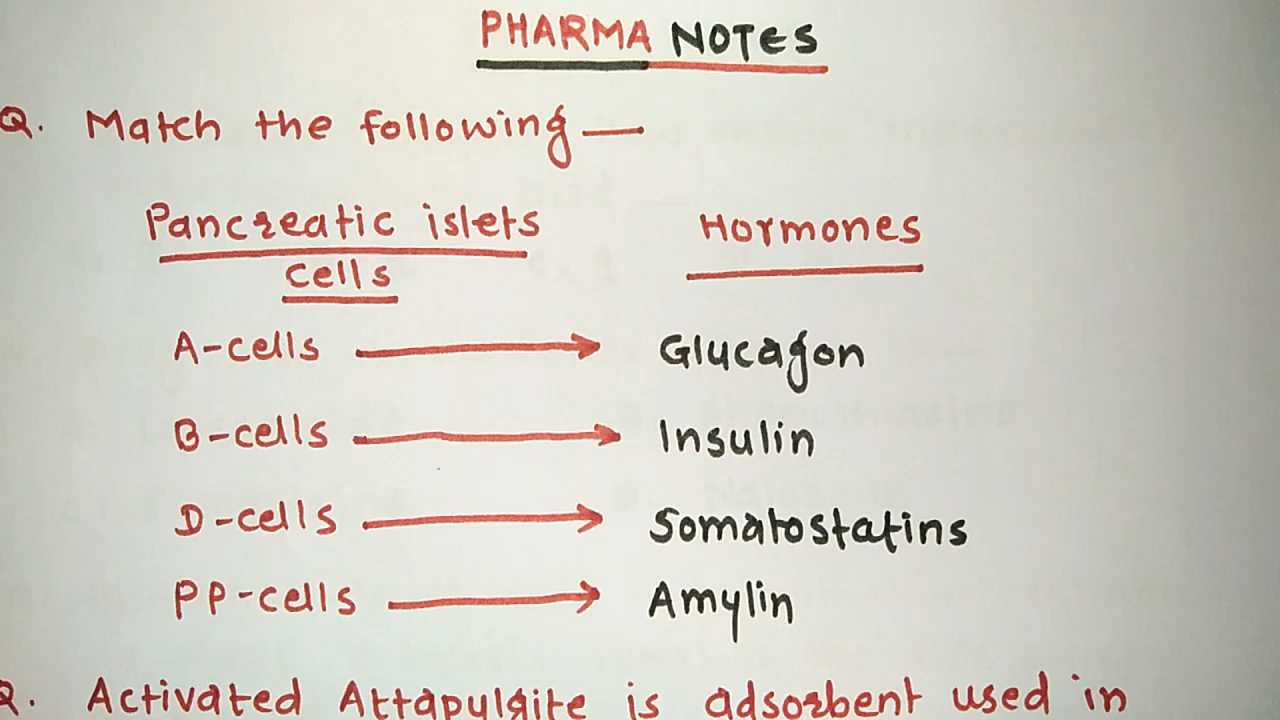 PHARMA NOTES
Q. Match the following —
Pancreatic islets cells
Hormones
A-cells → Glucagon
B-cells → Insulin
D-cells → Somatostatins
PP-cells → Amylin
Q. Activated Attapulgite is adsorbent used in